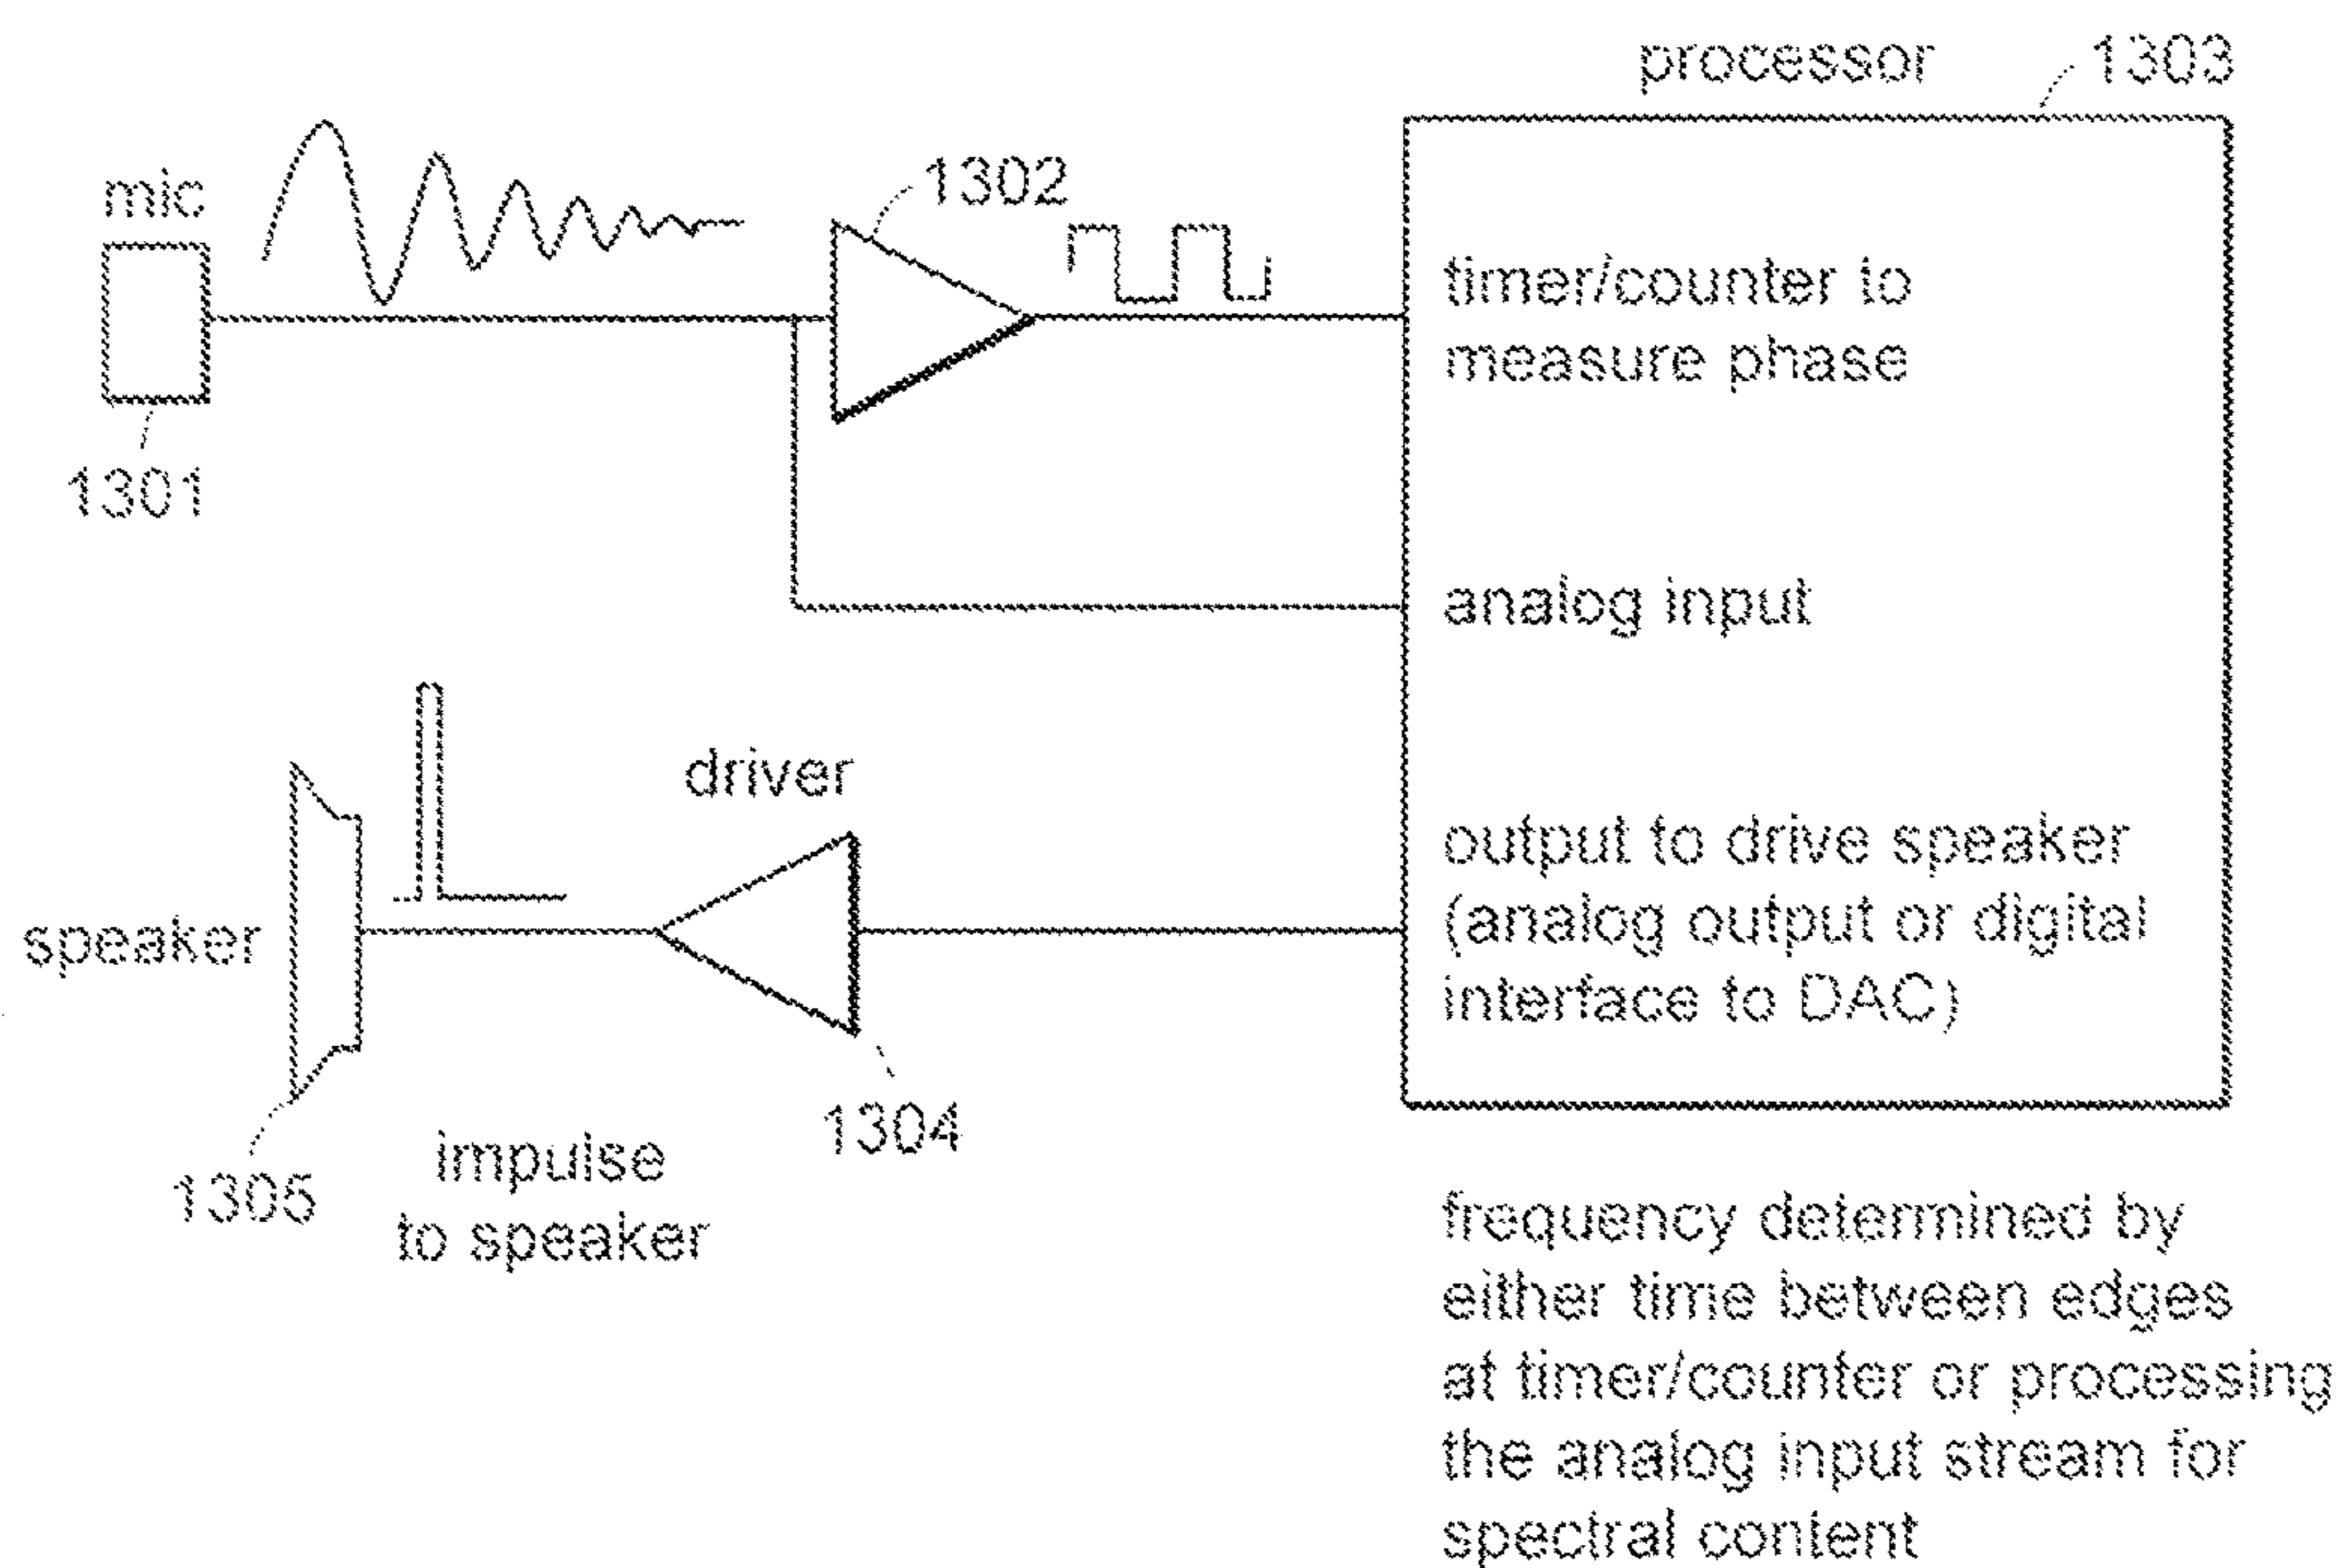 processor
1303
mic
1302
1301
timer/counter to
measure phase
analog input
driver
output to drive speaker
(analog output or digital
interface to DAC)
speaker
1304
1305
impulse
to speaker
frequency determined by
either time between edges
at timer/counter or processing
the analog input stream for
spectral content